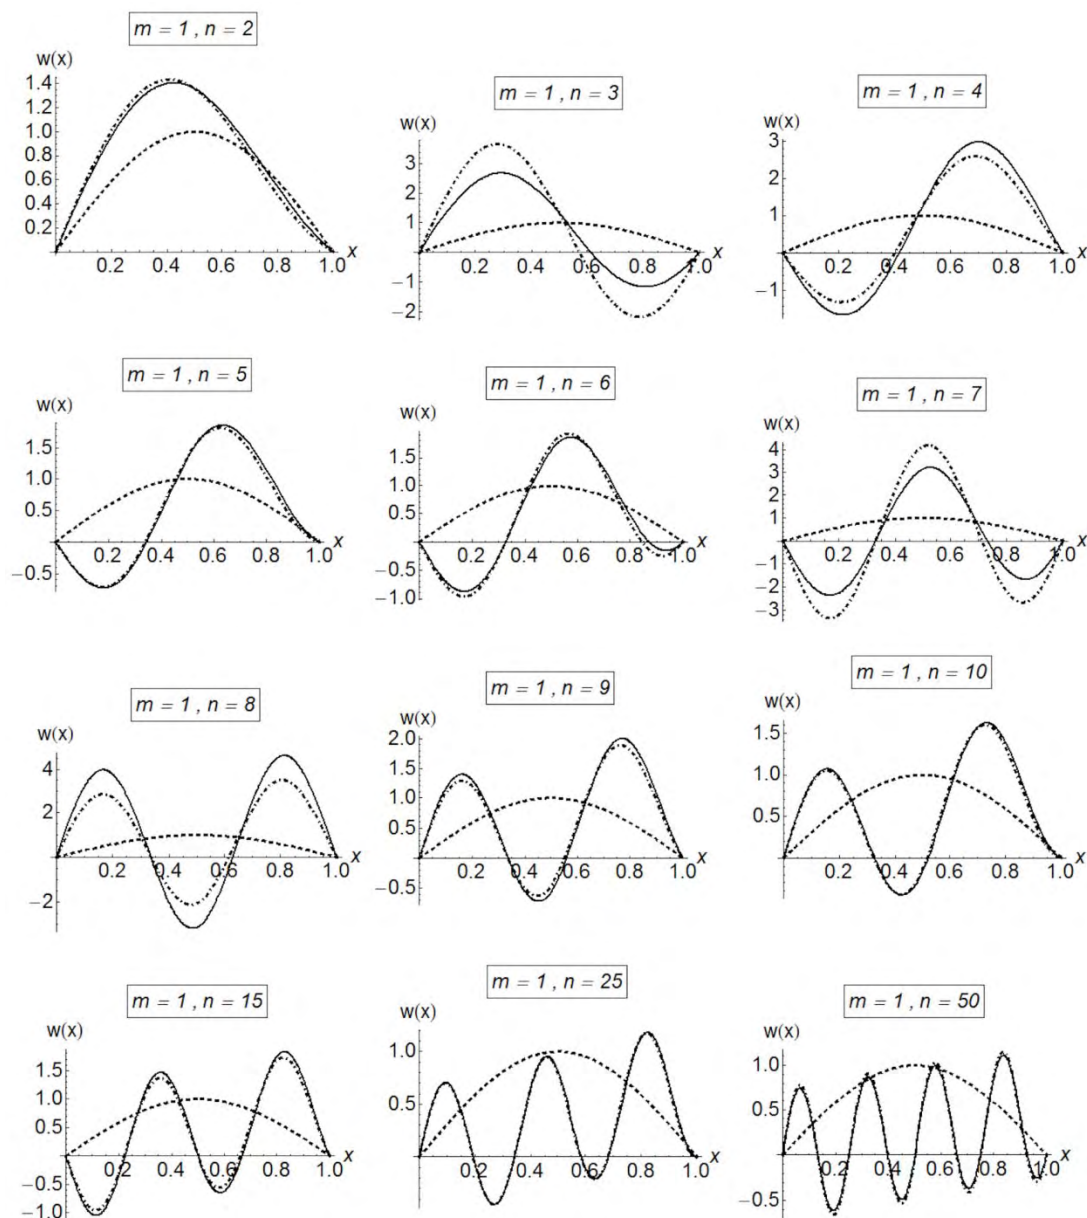 m = 1 , n = 2
w(x)
1.4
1.2
1.0
0.8
0.6
0.4
0.2
0.2 0.4 0.6 0.8 1.0 x
m = 1 , n = 3
w(x)
3
2
1
−1
−2
0.2 0.4 0.6 0.8 1.0 x
m = 1 , n = 4
w(x)
3
2
1
−1
0.2 0.4 0.6 0.8 1.0 x
m = 1 , n = 5
w(x)
1.5
1.0
0.5
−0.5
0.2 0.4 0.6 0.8 1.0 x
m = 1 , n = 6
w(x)
1.5
1.0
0.5
−0.5
−1.0
0.2 0.4 0.6 0.8 1.0 x
m = 1 , n = 7
w(x)
4
3
2
1
−1
−2
−3
0.2 0.4 0.6 0.8 1.0 x
m = 1 , n = 8
w(x)
4
2
−2
0.2 0.4 0.6 0.8 1.0 x
m = 1 , n = 9
w(x)
2.0
1.5
1.0
0.5
−0.5
0.2 0.4 0.6 0.8 1.0 x
m = 1 , n = 10
w(x)
1.5
1.0
0.5
0.2 0.4 0.6 0.8 1.0 x
m = 1 , n = 15
w(x)
1.5
1.0
0.5
−0.5
−1.0
0.2 0.4 0.6 0.8 1.0 x
m = 1 , n = 25
w(x)
1.0
0.5
0.2 0.4 0.6 0.8 1.0 x
m = 1 , n = 50
w(x)
1.0
0.5
−0.5
0.2 0.4 0.6 0.8 1.0 x